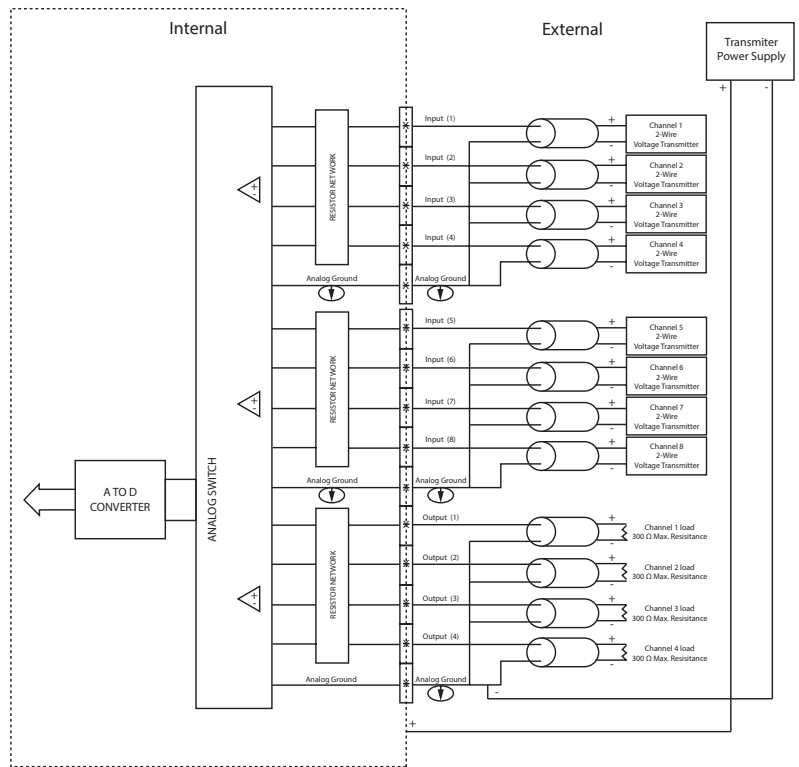 Internal
External
Transmiter
Power Supply
+ -
Input (1)
+
-
Channel 1
2-Wire
Voltage Transmitter
Input (2)
+
-
Channel 2
2-Wire
Voltage Transmitter
+
-
RESISTOR NETWORK
Input (3)
+
-
Channel 3
2-Wire
Voltage Transmitter
Input (4)
+
-
Channel 4
2-Wire
Voltage Transmitter
Analog Ground
Analog Ground
Input (5)
+
-
Channel 5
2-Wire
Voltage Transmitter
Input (6)
+
-
Channel 6
2-Wire
Voltage Transmitter
+
-
RESISTOR NETWORK
Input (7)
+
-
Channel 7
2-Wire
Voltage Transmitter
Input (8)
+
-
Channel 8
2-Wire
Voltage Transmitter
Analog Ground
Analog Ground
A TO D
CONVERTER
ANALOG SWITCH
Output (1)
+
-
Channel 1 load
300 Ω Max. Resisitance
Output (2)
+
-
Channel 2 load
300 Ω Max. Resisitance
+
-
RESISTOR NETWORK
Output (3)
+
-
Channel 3 load
300 Ω Max. Resisitance
Output (4)
+
-
Channel 4 load
300 Ω Max. Resisitance
Analog Ground
Analog Ground
-
+